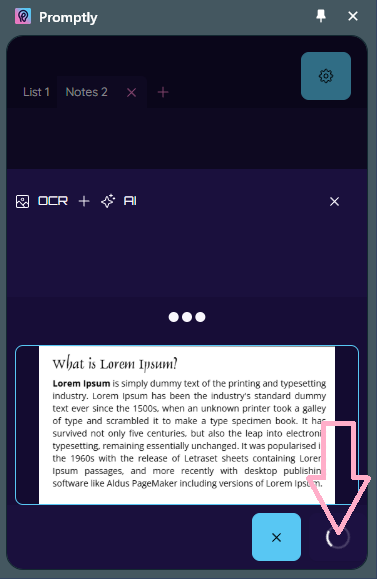 Promptly
List 1 Notes 2
OCR + AI
What is Lorem Ipsum?
Lorem Ipsum is simply dummy text of the printing and typesetting
industry. Lorem Ipsum has been the industry's standard dummy
text ever since the 1500s, when an unknown printer took a galley
of type and scrambled it to make a type specimen book. It has
survived not only five centuries, but also the leap into electroni
typesetting, remaining essentially unchanged. It was popularised i
the 1960s with the release of Letraset sheets containing Lorem
Ipsum passages, and more recently with desktop publishin
software like Aldus PageMaker including versions of Lorem Ipsum.